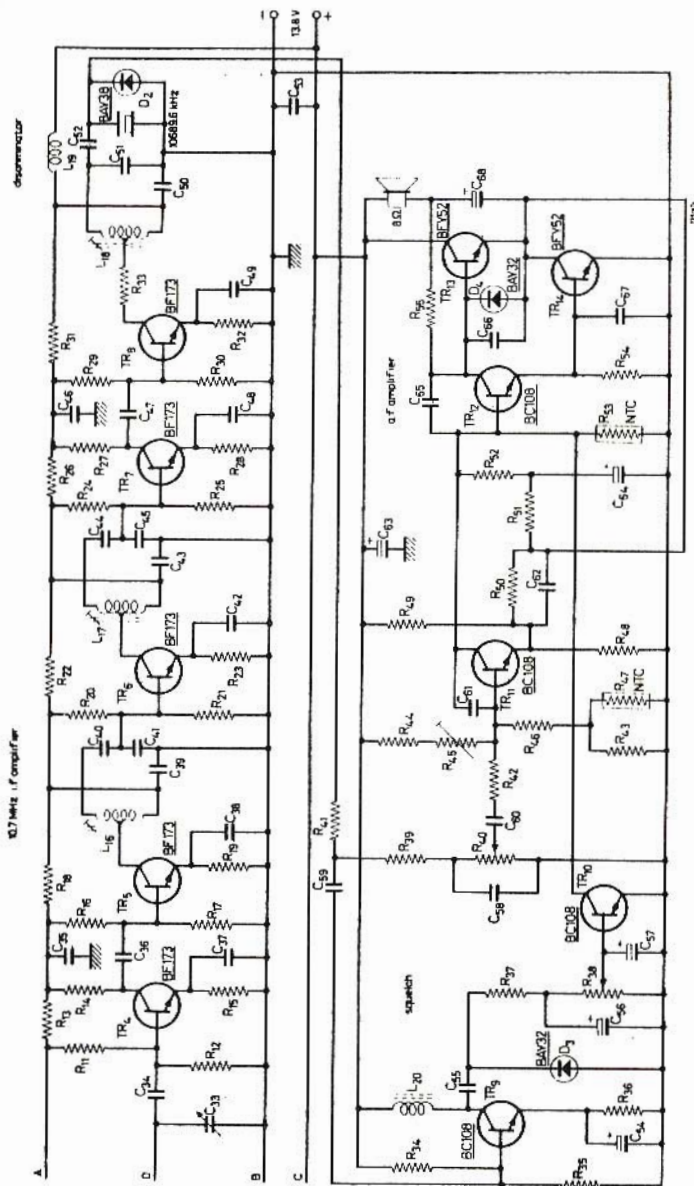 10.7 MHz i.f amplifier
discriminator
A
D
B
C
R13
R18
R22
R26
R31
L19
R11
R14
C35
R16
L16
C40
R20
L17
C44
R24
R27
C46
R29
L18
C52
BAY38
D2
C34
C36
C41
C45
C47
R33
C51
10689.6 kHz
C39
C43
C50
TR4
BF173
TR5
BF173
TR6
BF173
TR7
BF173
TR8
BF173
C33
R12
R15
C37
R17
R19
C38
R21
R23
C42
R25
R28
C48
R30
R32
C49
C53
−
13.8 V
+
C59
R41
squelch
a.f amplifier
R34
L20
R39
R44
R49
C63
8Ω
C55
R37
C58
R40
C60
R42
R45
C61
TR11
BC108
R50
C62
R51
R52
C65
R55
C66
D4
BAY32
TR12
BC108
TR13
BFY52
C68
TR9
BC108
BAY32
D3
R38
C56
C57
TR10
BC108
R46
TR14
BFY52
R35
C54
R36
R43
R47
NTC
R48
R53
NTC
R54
C67